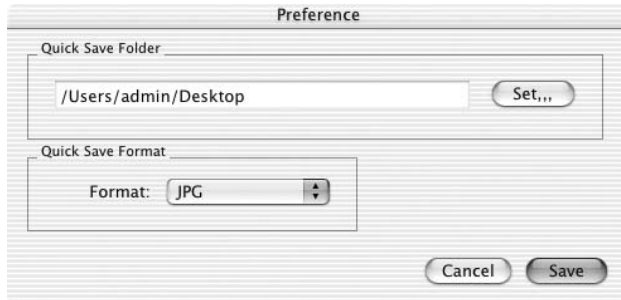 Preference
Quick Save Folder
/Users/admin/Desktop
Set,,,
Quick Save Format
Format: JPG
Cancel Save